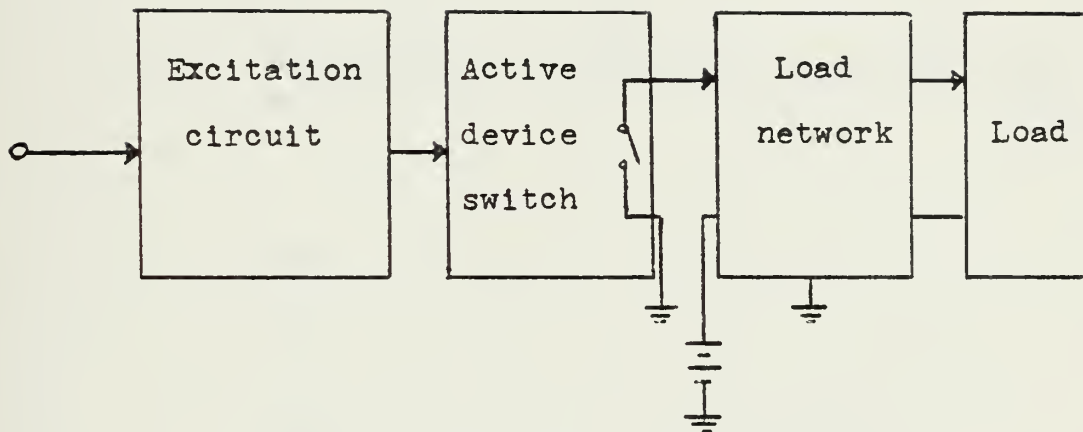 Excitation
circuit
Active
device
switch
Load
network
Load